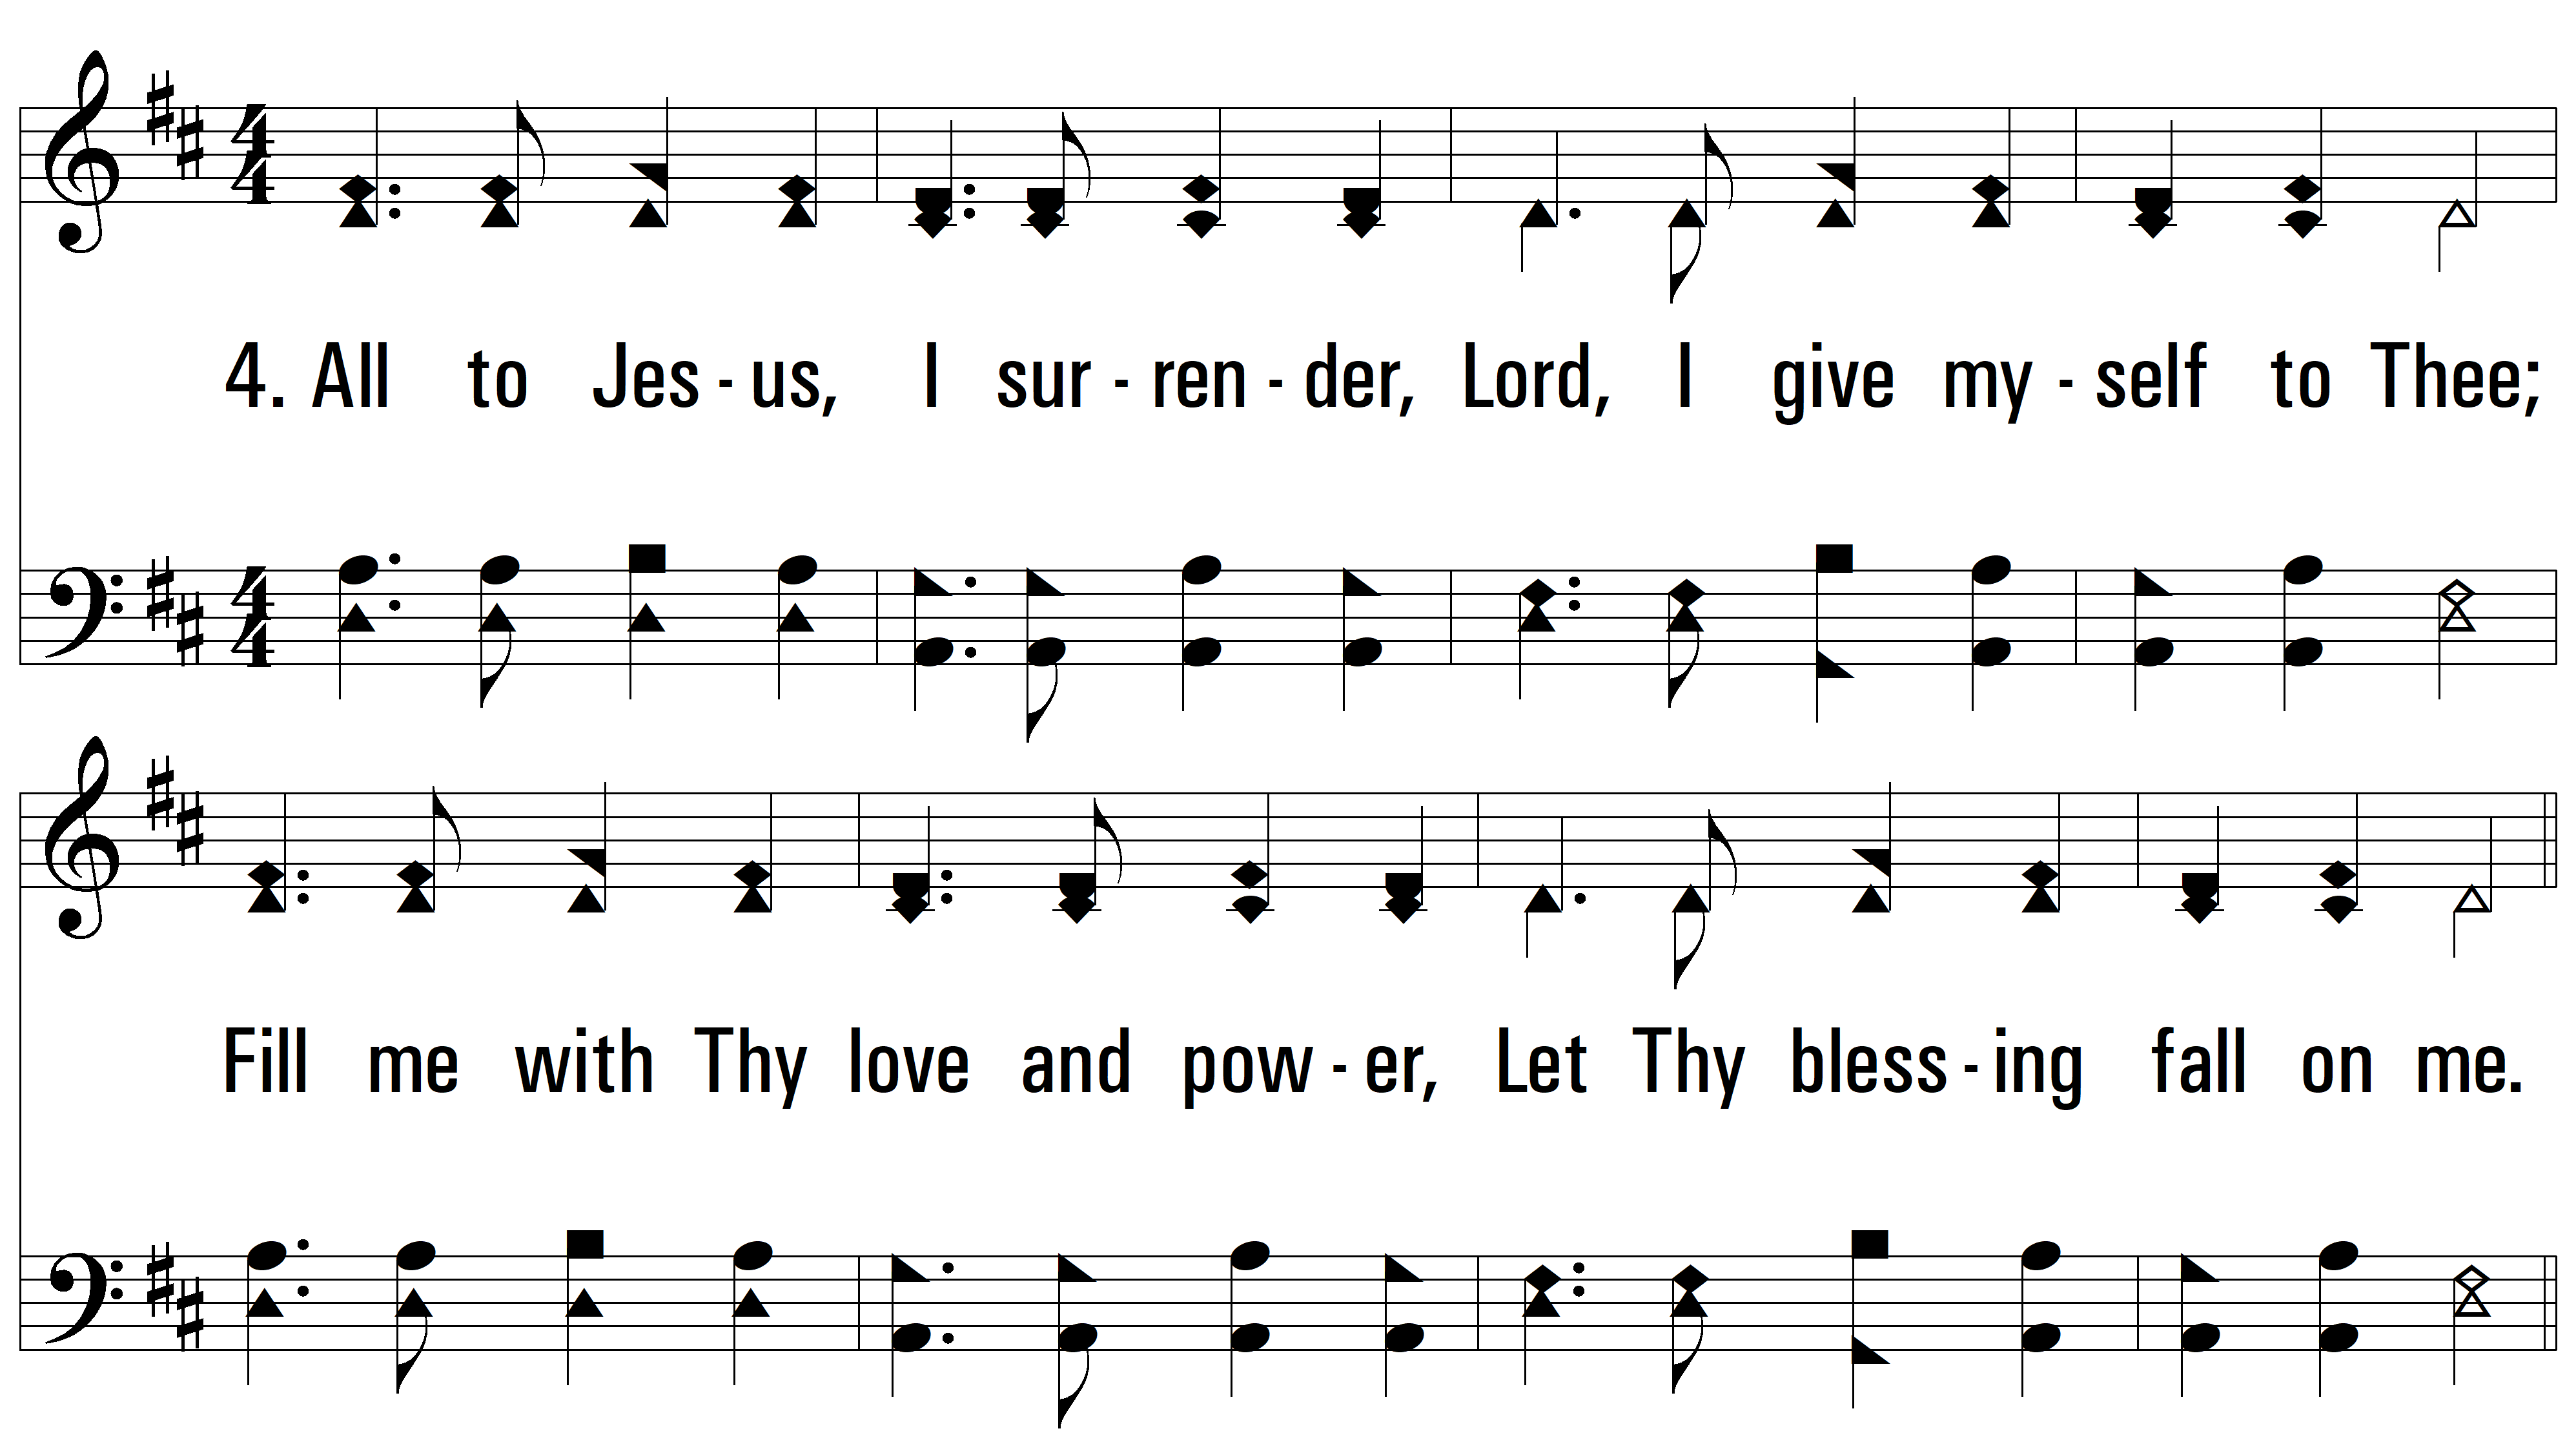 4. All to Jes - us, I sur - ren - der, Lord, I give my - self to Thee;
Fill me with Thy love and pow - er, Let Thy bless - ing fall on me.